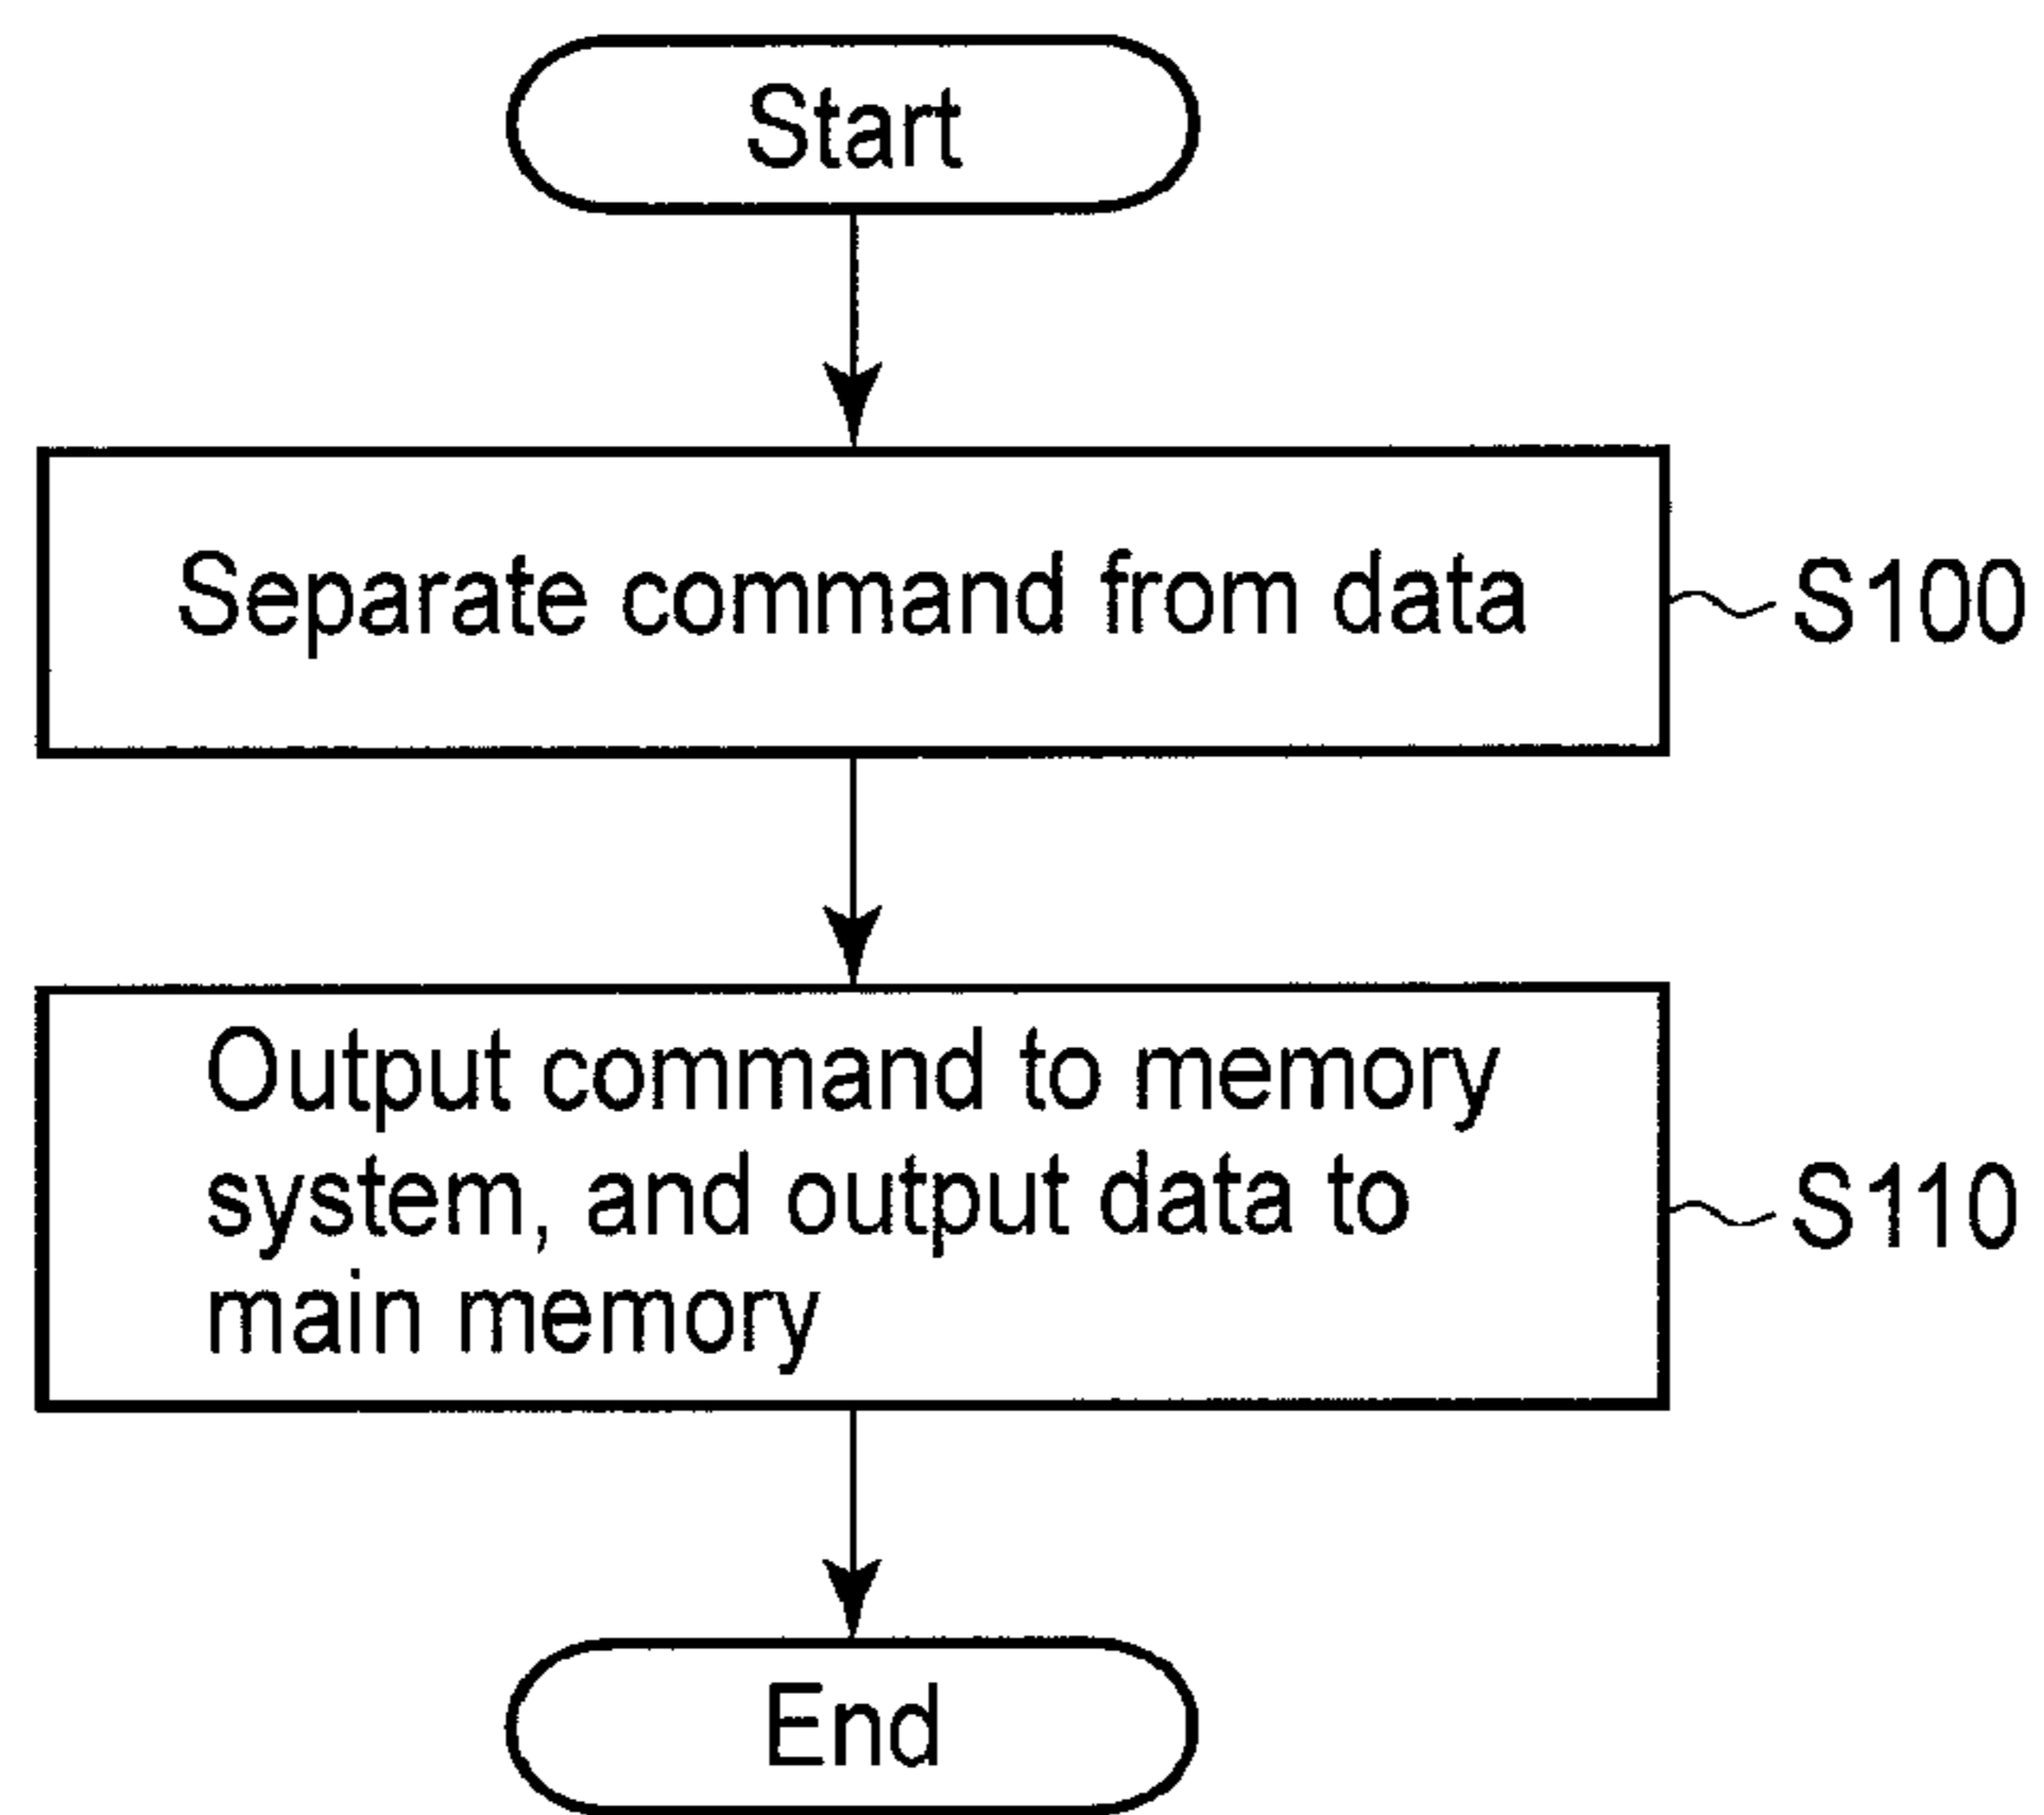 Start
Separate command from data
S100
Output command to memory
system, and output data to
main memory
S110
End